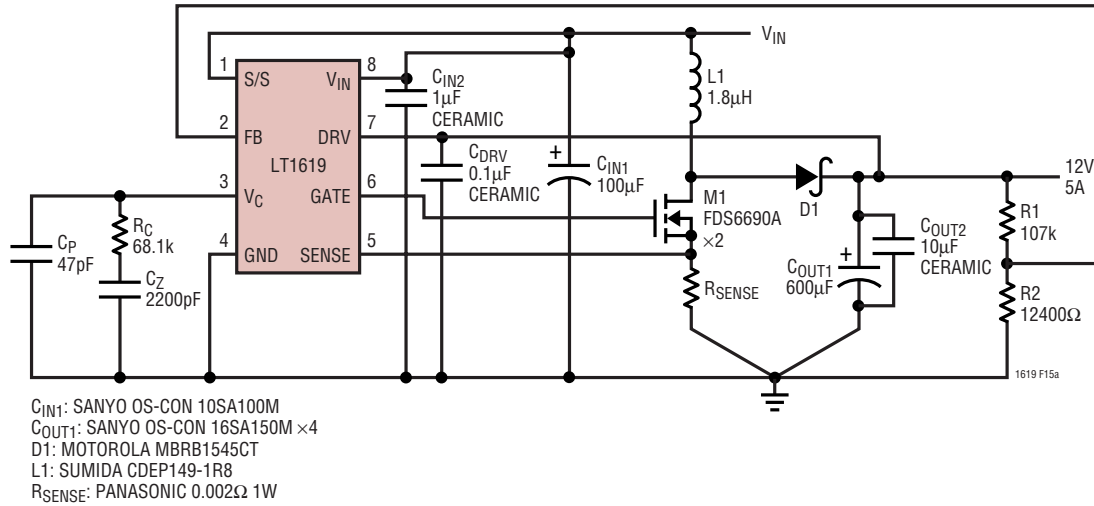 V_IN
1
S/S
2
FB
3
V_C
4
GND
LT1619
V_IN
8
DRV
7
GATE
6
SENSE
5
C_IN2
1µF
CERAMIC
C_DRV
0.1µF
CERAMIC
+
C_IN1
100µF
L1
1.8µH
M1
FDS6690A
×2
R_SENSE
D1
+
C_OUT1
600µF
C_OUT2
10µF
CERAMIC
12V
5A
R1
107k
R2
12400Ω
C_P
47pF
R_C
68.1k
C_Z
2200pF
1619 F15a
C_IN1: SANYO OS-CON 10SA100M
C_OUT1: SANYO OS-CON 16SA150M ×4
D1: MOTOROLA MBRB1545CT
L1: SUMIDA CDEP149-1R8
R_SENSE: PANASONIC 0.002Ω 1W